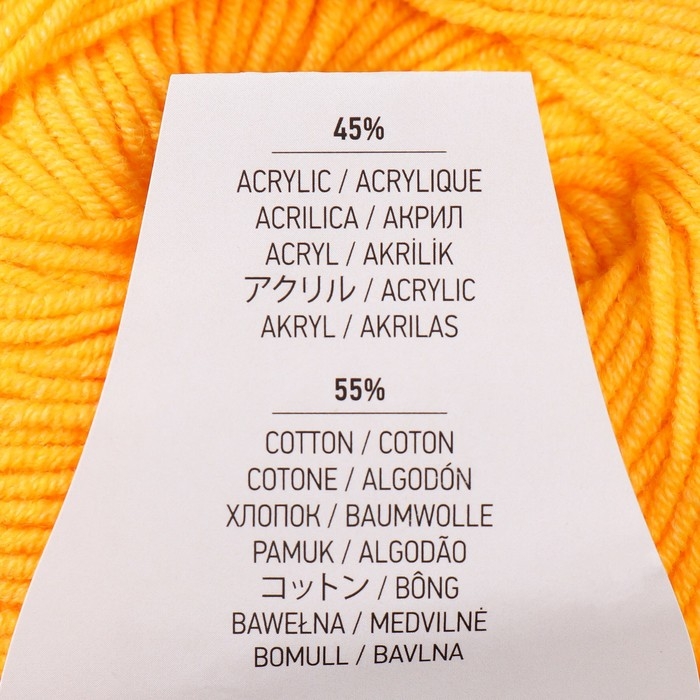 45%
ACRYLIC / ACRYLIQUE
ACRILICA / АКРИЛ
ACRYL / AKRİLİK
アクリル / ACRYLIC
AKRYL / AKRILAS
55%
COTTON / COTON
COTONE / ALGODÓN
ХЛОПОК / BAUMWOLLE
PAMUK / ALGODÃO
コットン / BÔNG
BAWEŁNA / MEDVILNĖ
BOMULL / BAVLNA